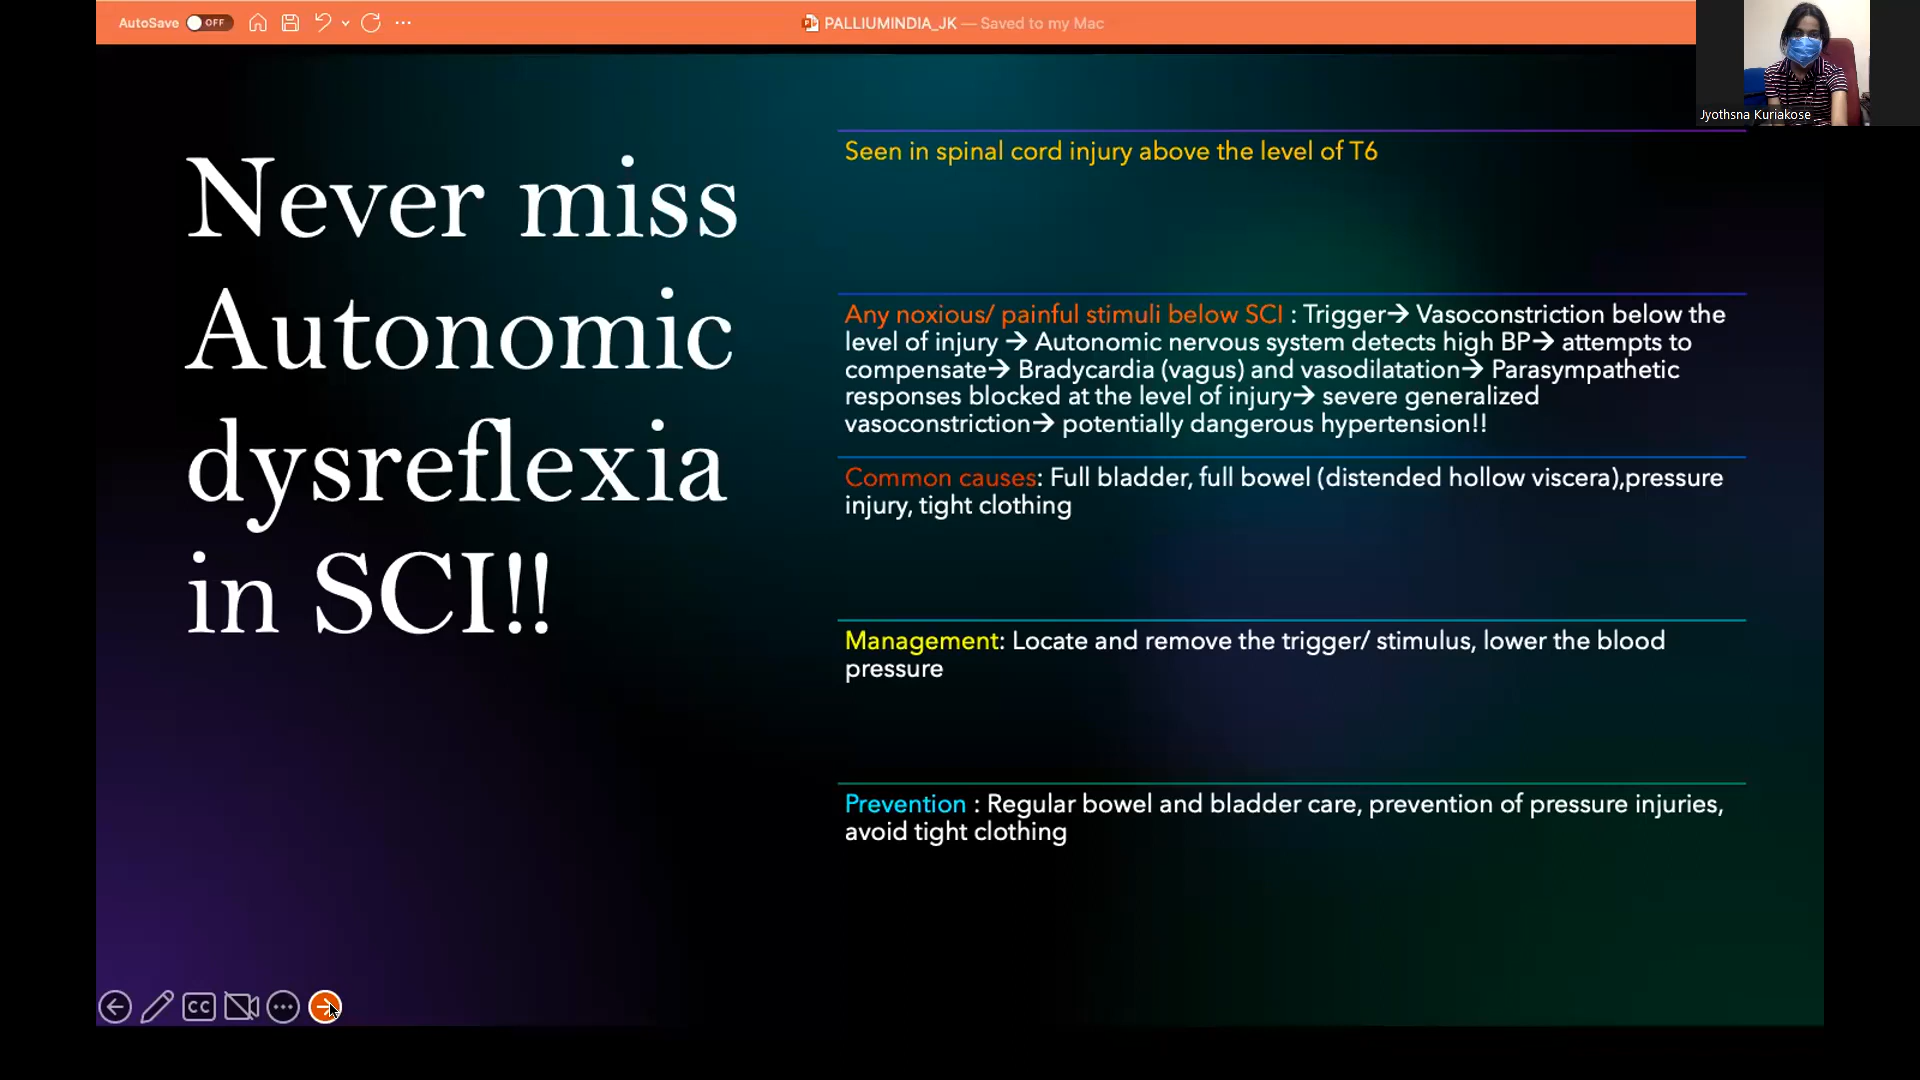 AutoSave OFF
PALLIUMINDIA_JK — Saved to my Mac
Jyothsna Kuriakose
Never miss
Autonomic
dysreflexia
in SCI!!
Seen in spinal cord injury above the level of T6
Any noxious/ painful stimuli below SCI : Trigger→ Vasoconstriction below the
level of injury → Autonomic nervous system detects high BP→ attempts to
compensate→ Bradycardia (vagus) and vasodilatation→ Parasympathetic
responses blocked at the level of injury→ severe generalized
vasoconstriction→ potentially dangerous hypertension!!
Common causes: Full bladder, full bowel (distended hollow viscera),pressure
injury, tight clothing
Management: Locate and remove the trigger/ stimulus, lower the blood
pressure
Prevention : Regular bowel and bladder care, prevention of pressure injuries,
avoid tight clothing
CC